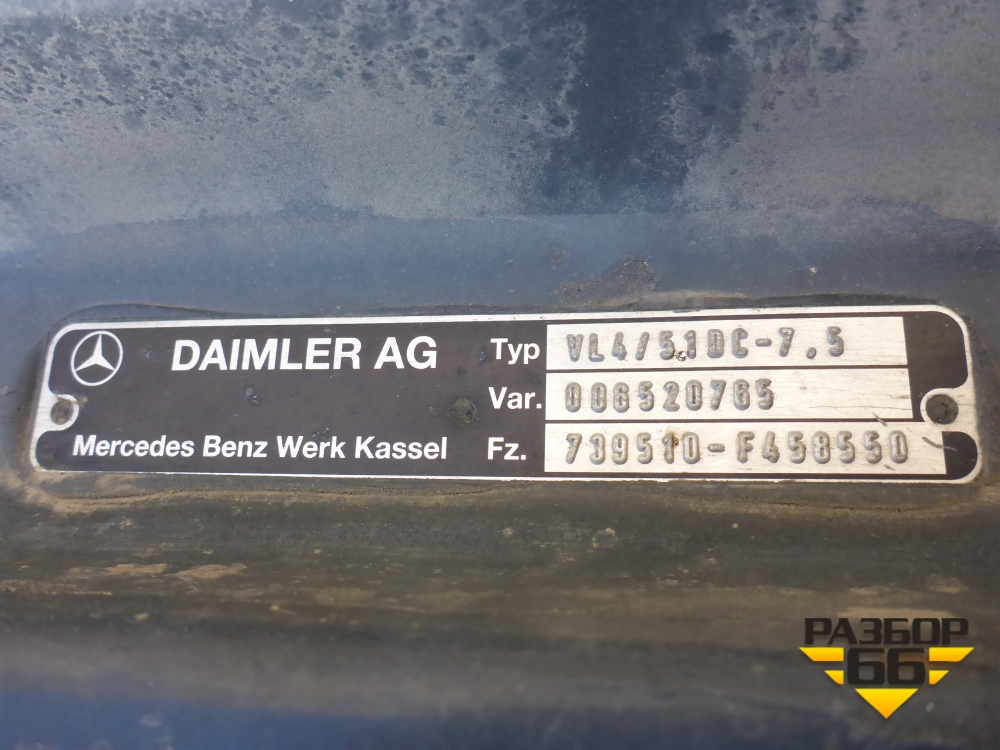 DAIMLER AG
Typ VL4/51DC-7,5
Var. 006520765
Mercedes Benz Werk Kassel
Fz. 739510-F458550
РАЗБОР
66